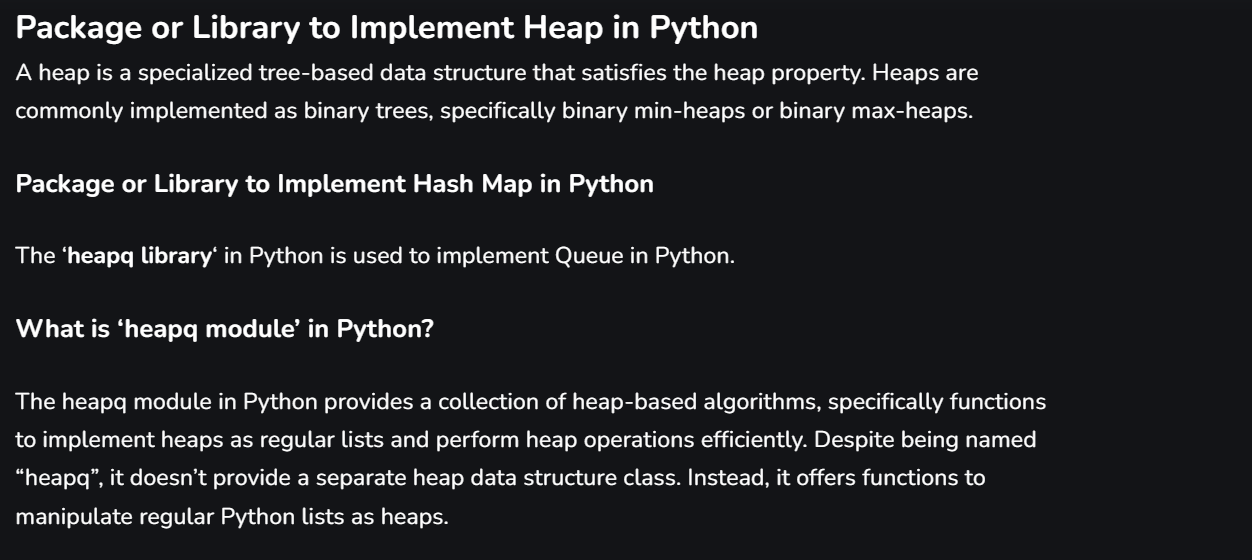 Package or Library to Implement Heap in Python
A heap is a specialized tree-based data structure that satisfies the heap property. Heaps are
commonly implemented as binary trees, specifically binary min-heaps or binary max-heaps.
Package or Library to Implement Hash Map in Python
The ‘heapq library‘ in Python is used to implement Queue in Python.
What is ‘heapq module’ in Python?
The heapq module in Python provides a collection of heap-based algorithms, specifically functions
to implement heaps as regular lists and perform heap operations efficiently. Despite being named
“heapq”, it doesn’t provide a separate heap data structure class. Instead, it offers functions to
manipulate regular Python lists as heaps.